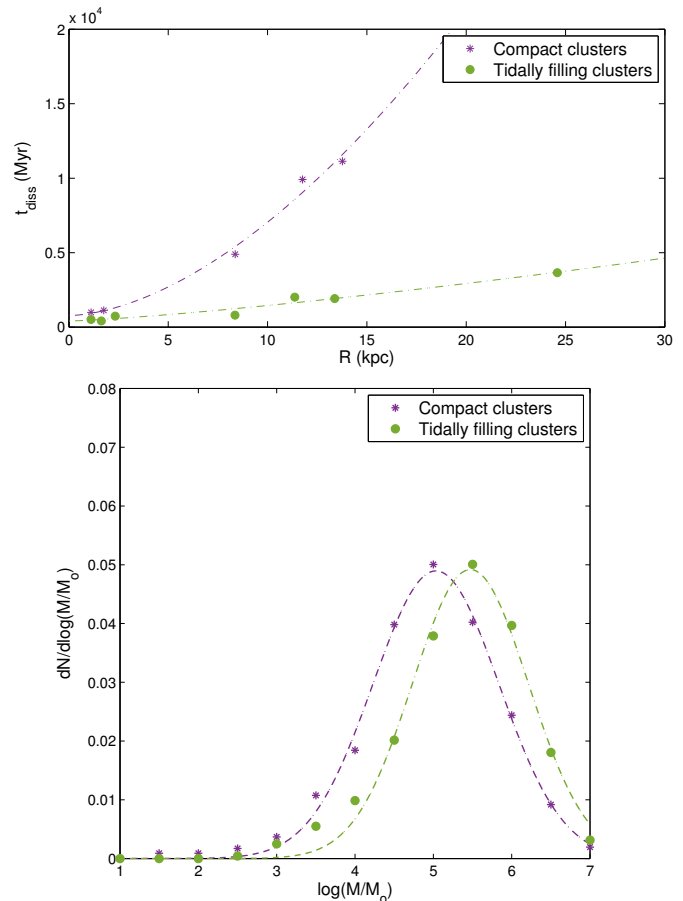 x 10⁴
2
1.5
1
0.5
0
t_diss (Myr)
Compact clusters
Tidally filling clusters
0 5 10 15 20 25 30
R (kpc)
0.08
0.07
0.06
0.05
0.04
0.03
0.02
0.01
0
dN/dlog(M/M_o)
Compact clusters
Tidally filling clusters
1 2 3 4 5 6 7
log(M/M_o)